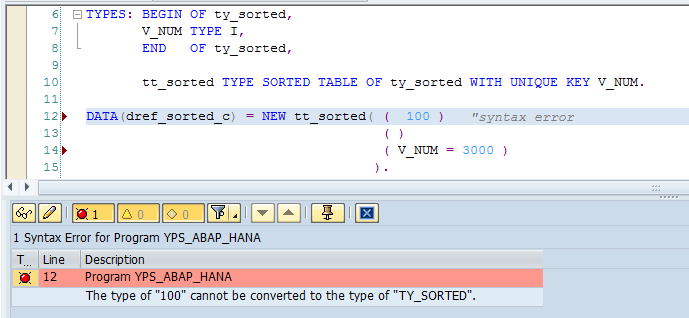 6 TYPES: BEGIN OF ty_sorted,
7 V_NUM TYPE I,
8 END OF ty_sorted,
9
10 tt_sorted TYPE SORTED TABLE OF ty_sorted WITH UNIQUE KEY V_NUM.
11
12 DATA(dref_sorted_c) = NEW tt_sorted( ( 100 ) "syntax error
13 ( )
14 ( V_NUM = 3000 )
15 ).
1 0 0
1 Syntax Error for Program YPS_ABAP_HANA
T... Line Description
12 Program YPS_ABAP_HANA
The type of "100" cannot be converted to the type of "TY_SORTED".